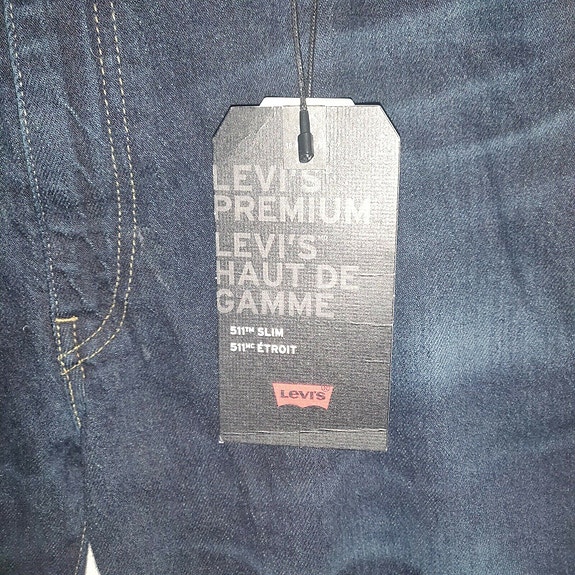 LEVI'S
PREMIUM
LEVI'S
HAUT DE
GAMME
511™ SLIM
511ᴹᶜ ÉTROIT
Levi's®